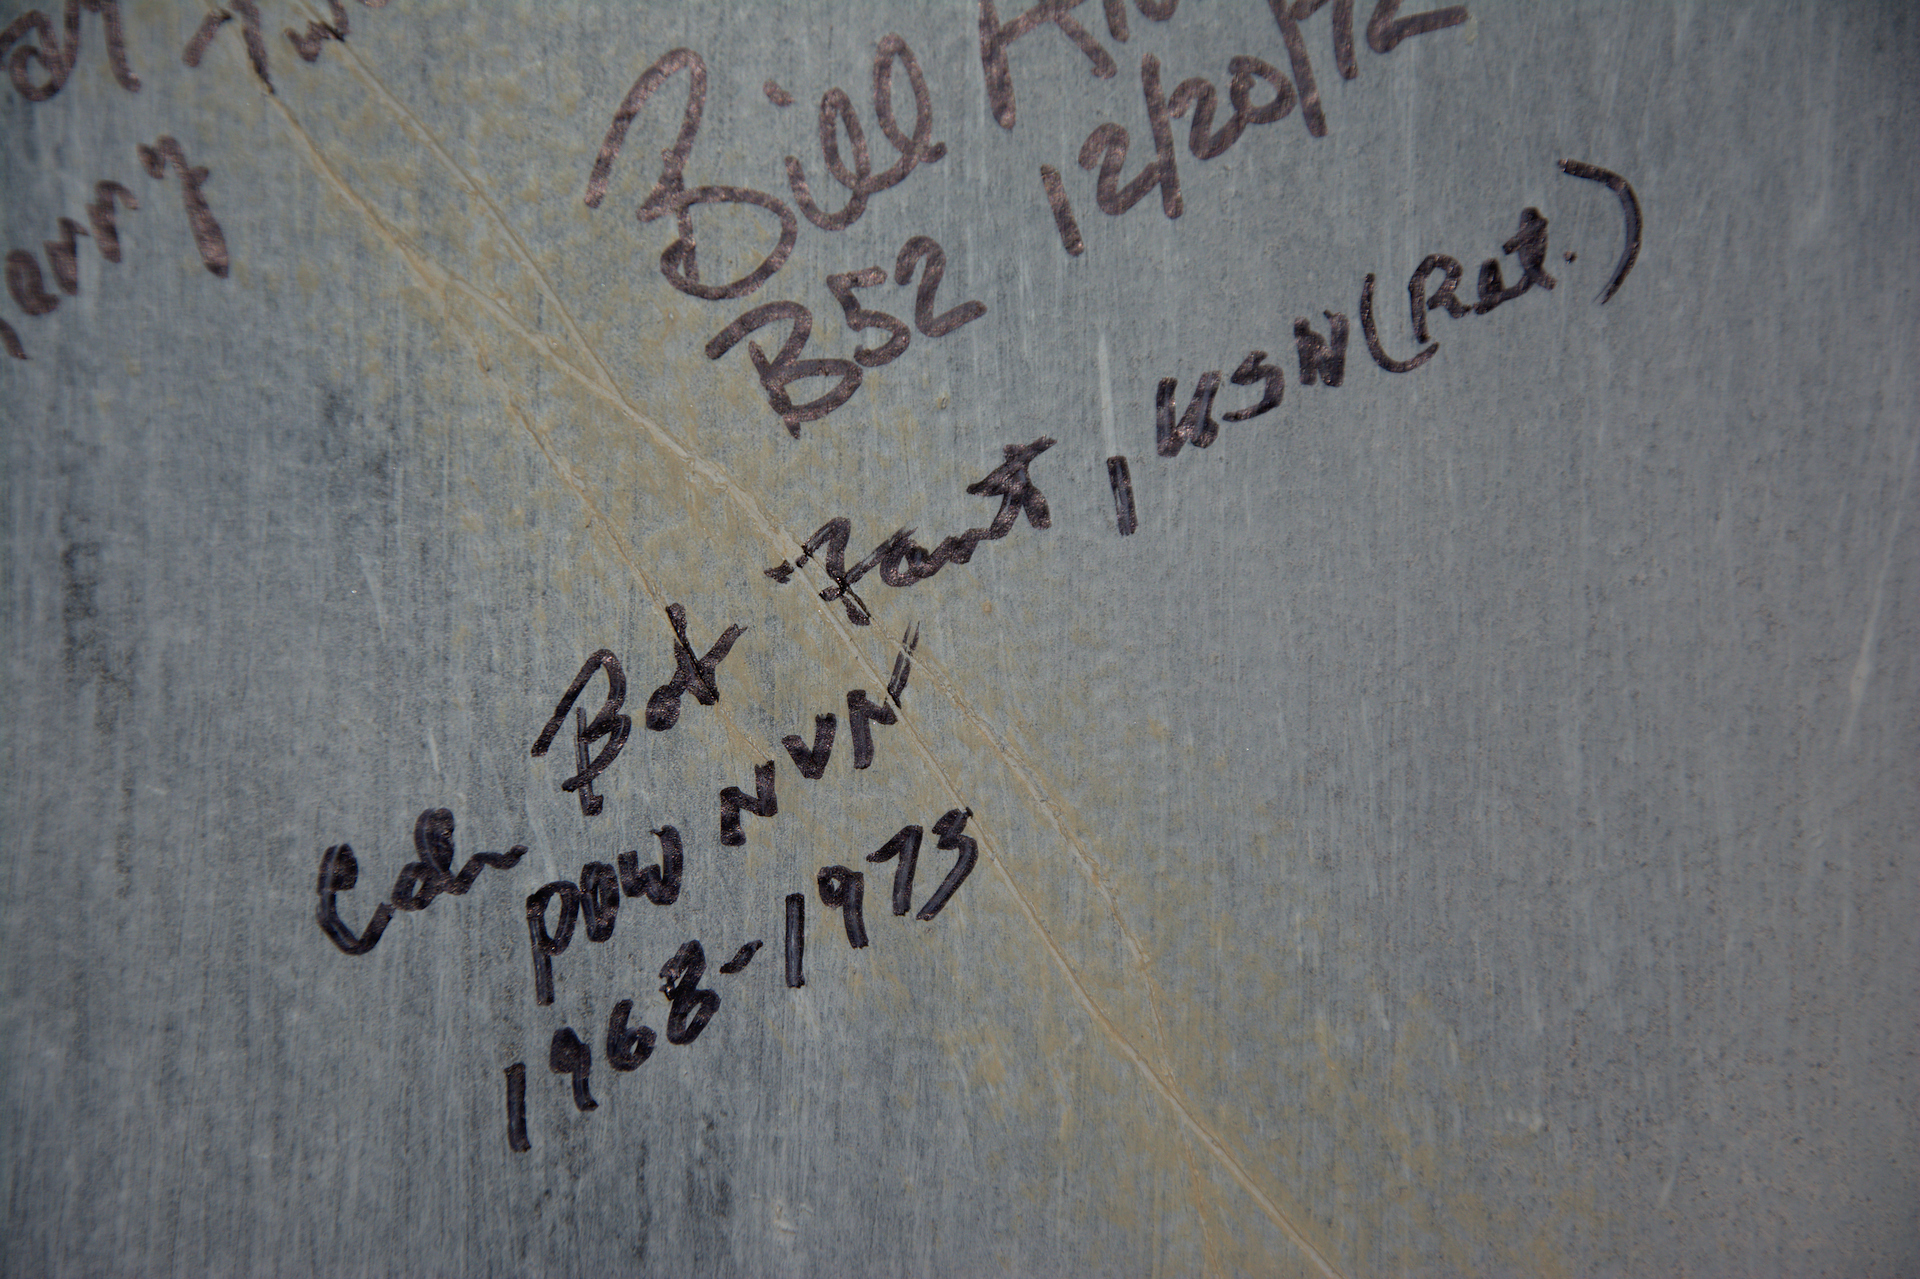 Bill
12/20/72
B52
Cdr Bob Fant, USN (Ret.)
POW NVN
1968-1973